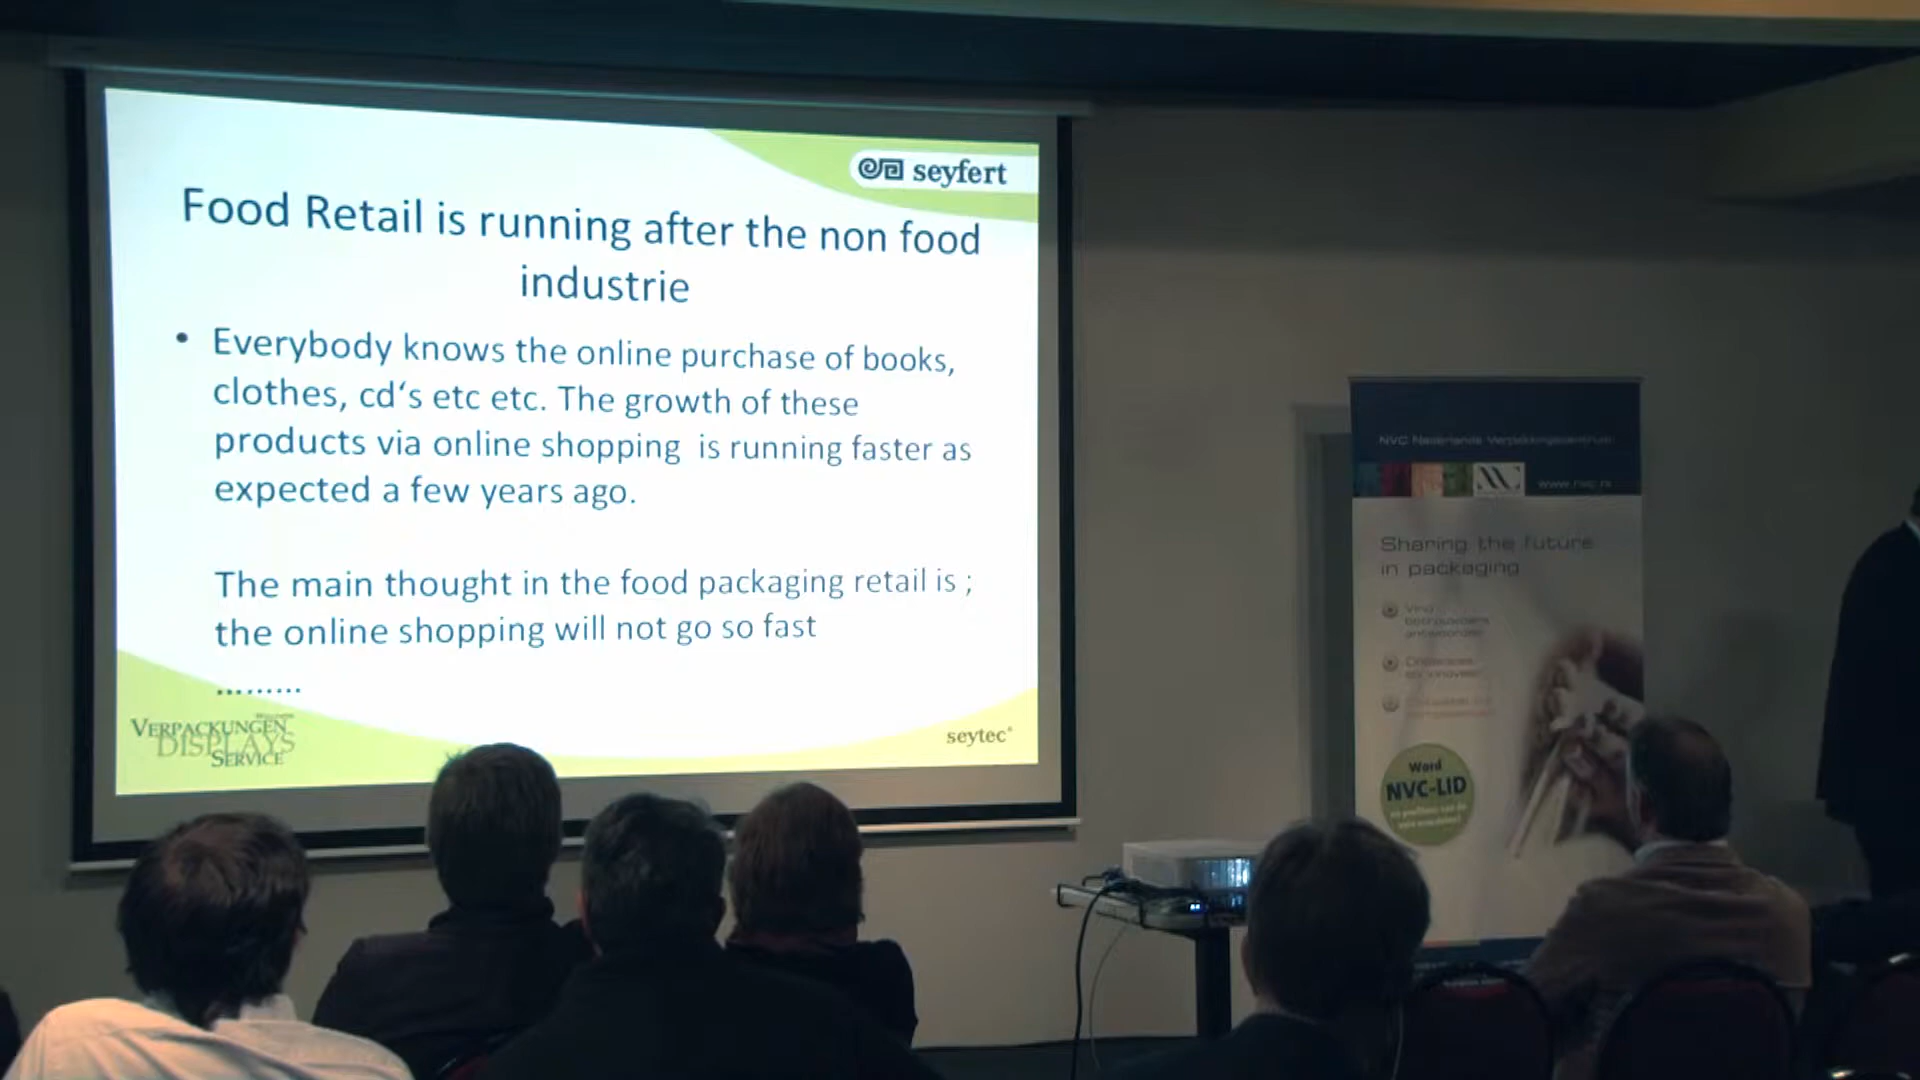 seyfert
Food Retail is running after the non food
industrie
• Everybody knows the online purchase of books,
clothes, cd‘s etc etc. The growth of these
products via online shopping is running faster as
expected a few years ago.
The main thought in the food packaging retail is ;
the online shopping will not go so fast
.........
VERPACKUNGEN
DISPLAYS
SERVICE
seytec®
NVC Nederlands Verpakkingscentrum
www.nvc.nl
Sharing the future
in packaging
Word
NVC-LID